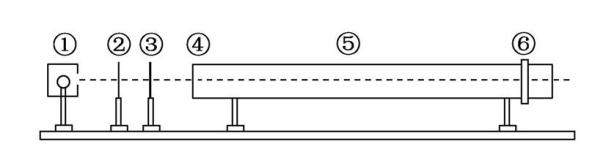 ① ② ③ ④ ⑤ ⑥